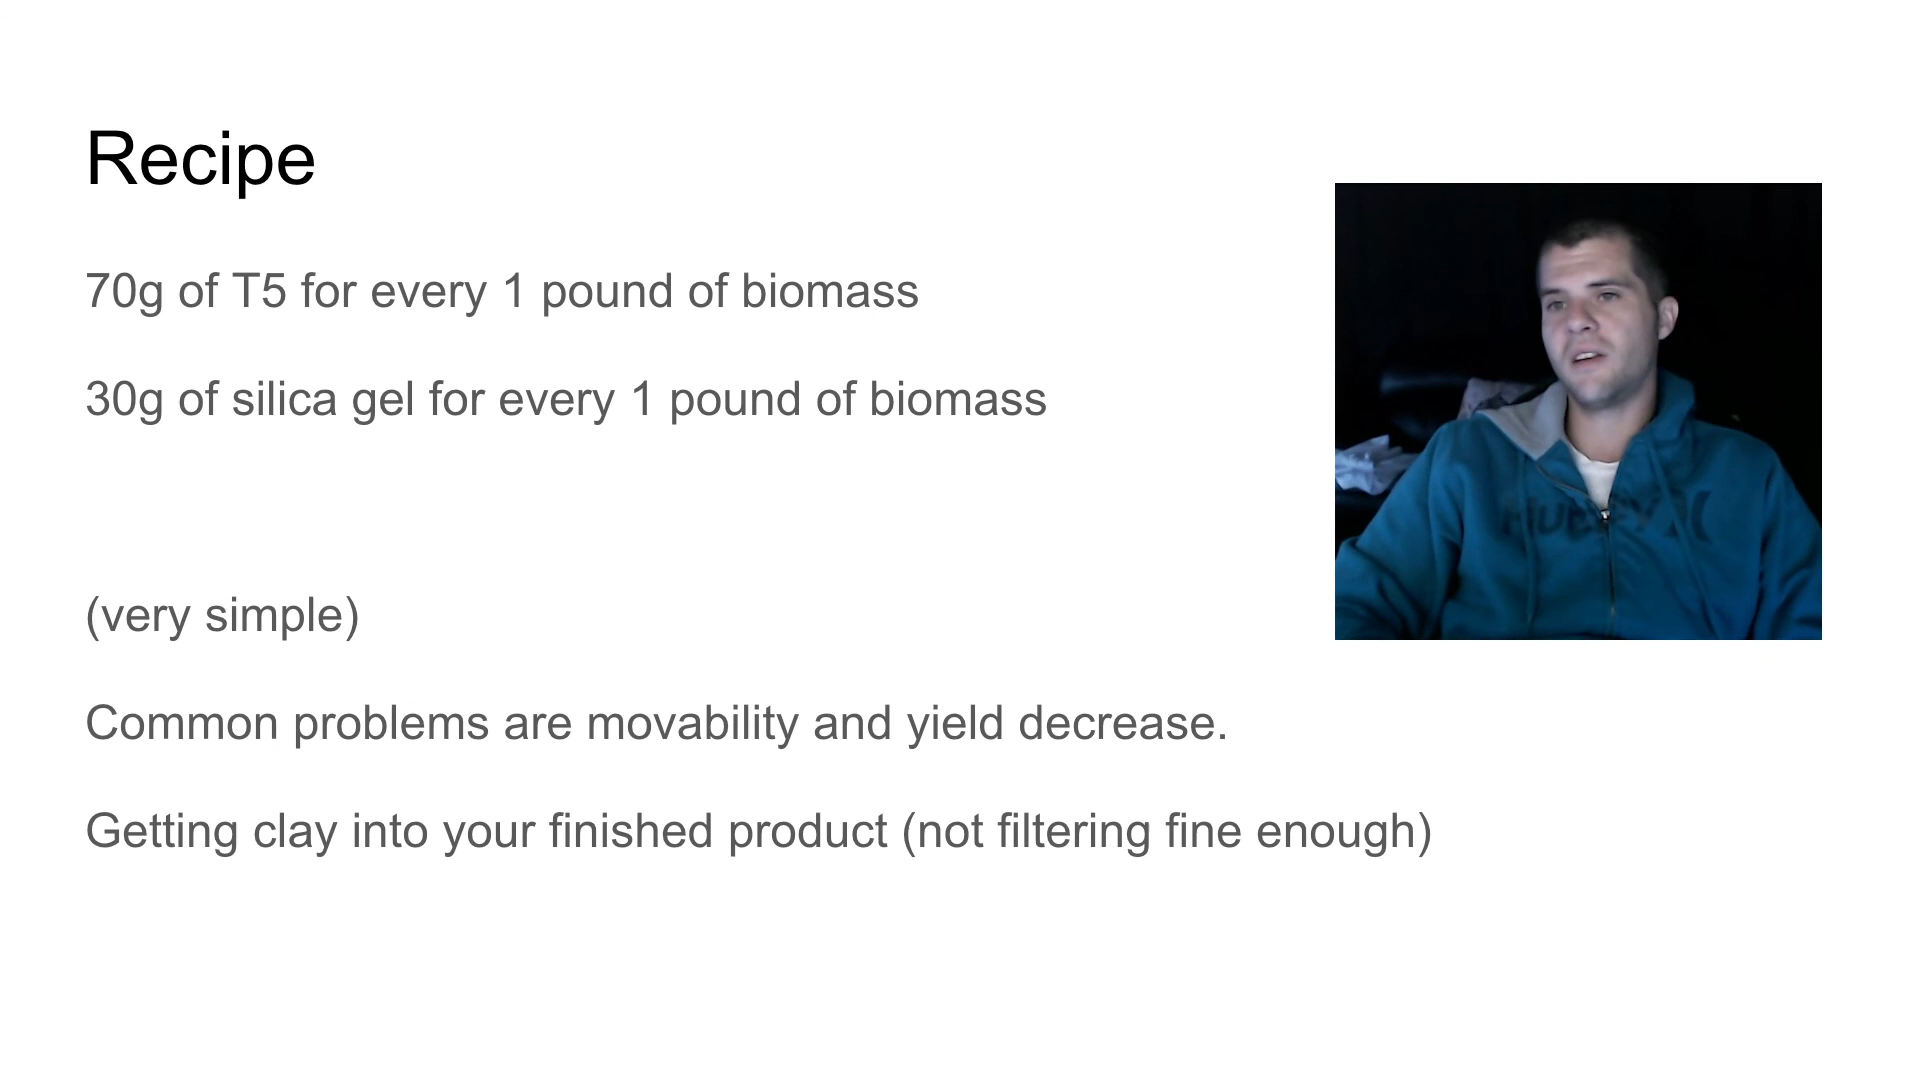 Recipe
70g of T5 for every 1 pound of biomass
30g of silica gel for every 1 pound of biomass
(very simple)
Common problems are movability and yield decrease.
Getting clay into your finished product (not filtering fine enough)